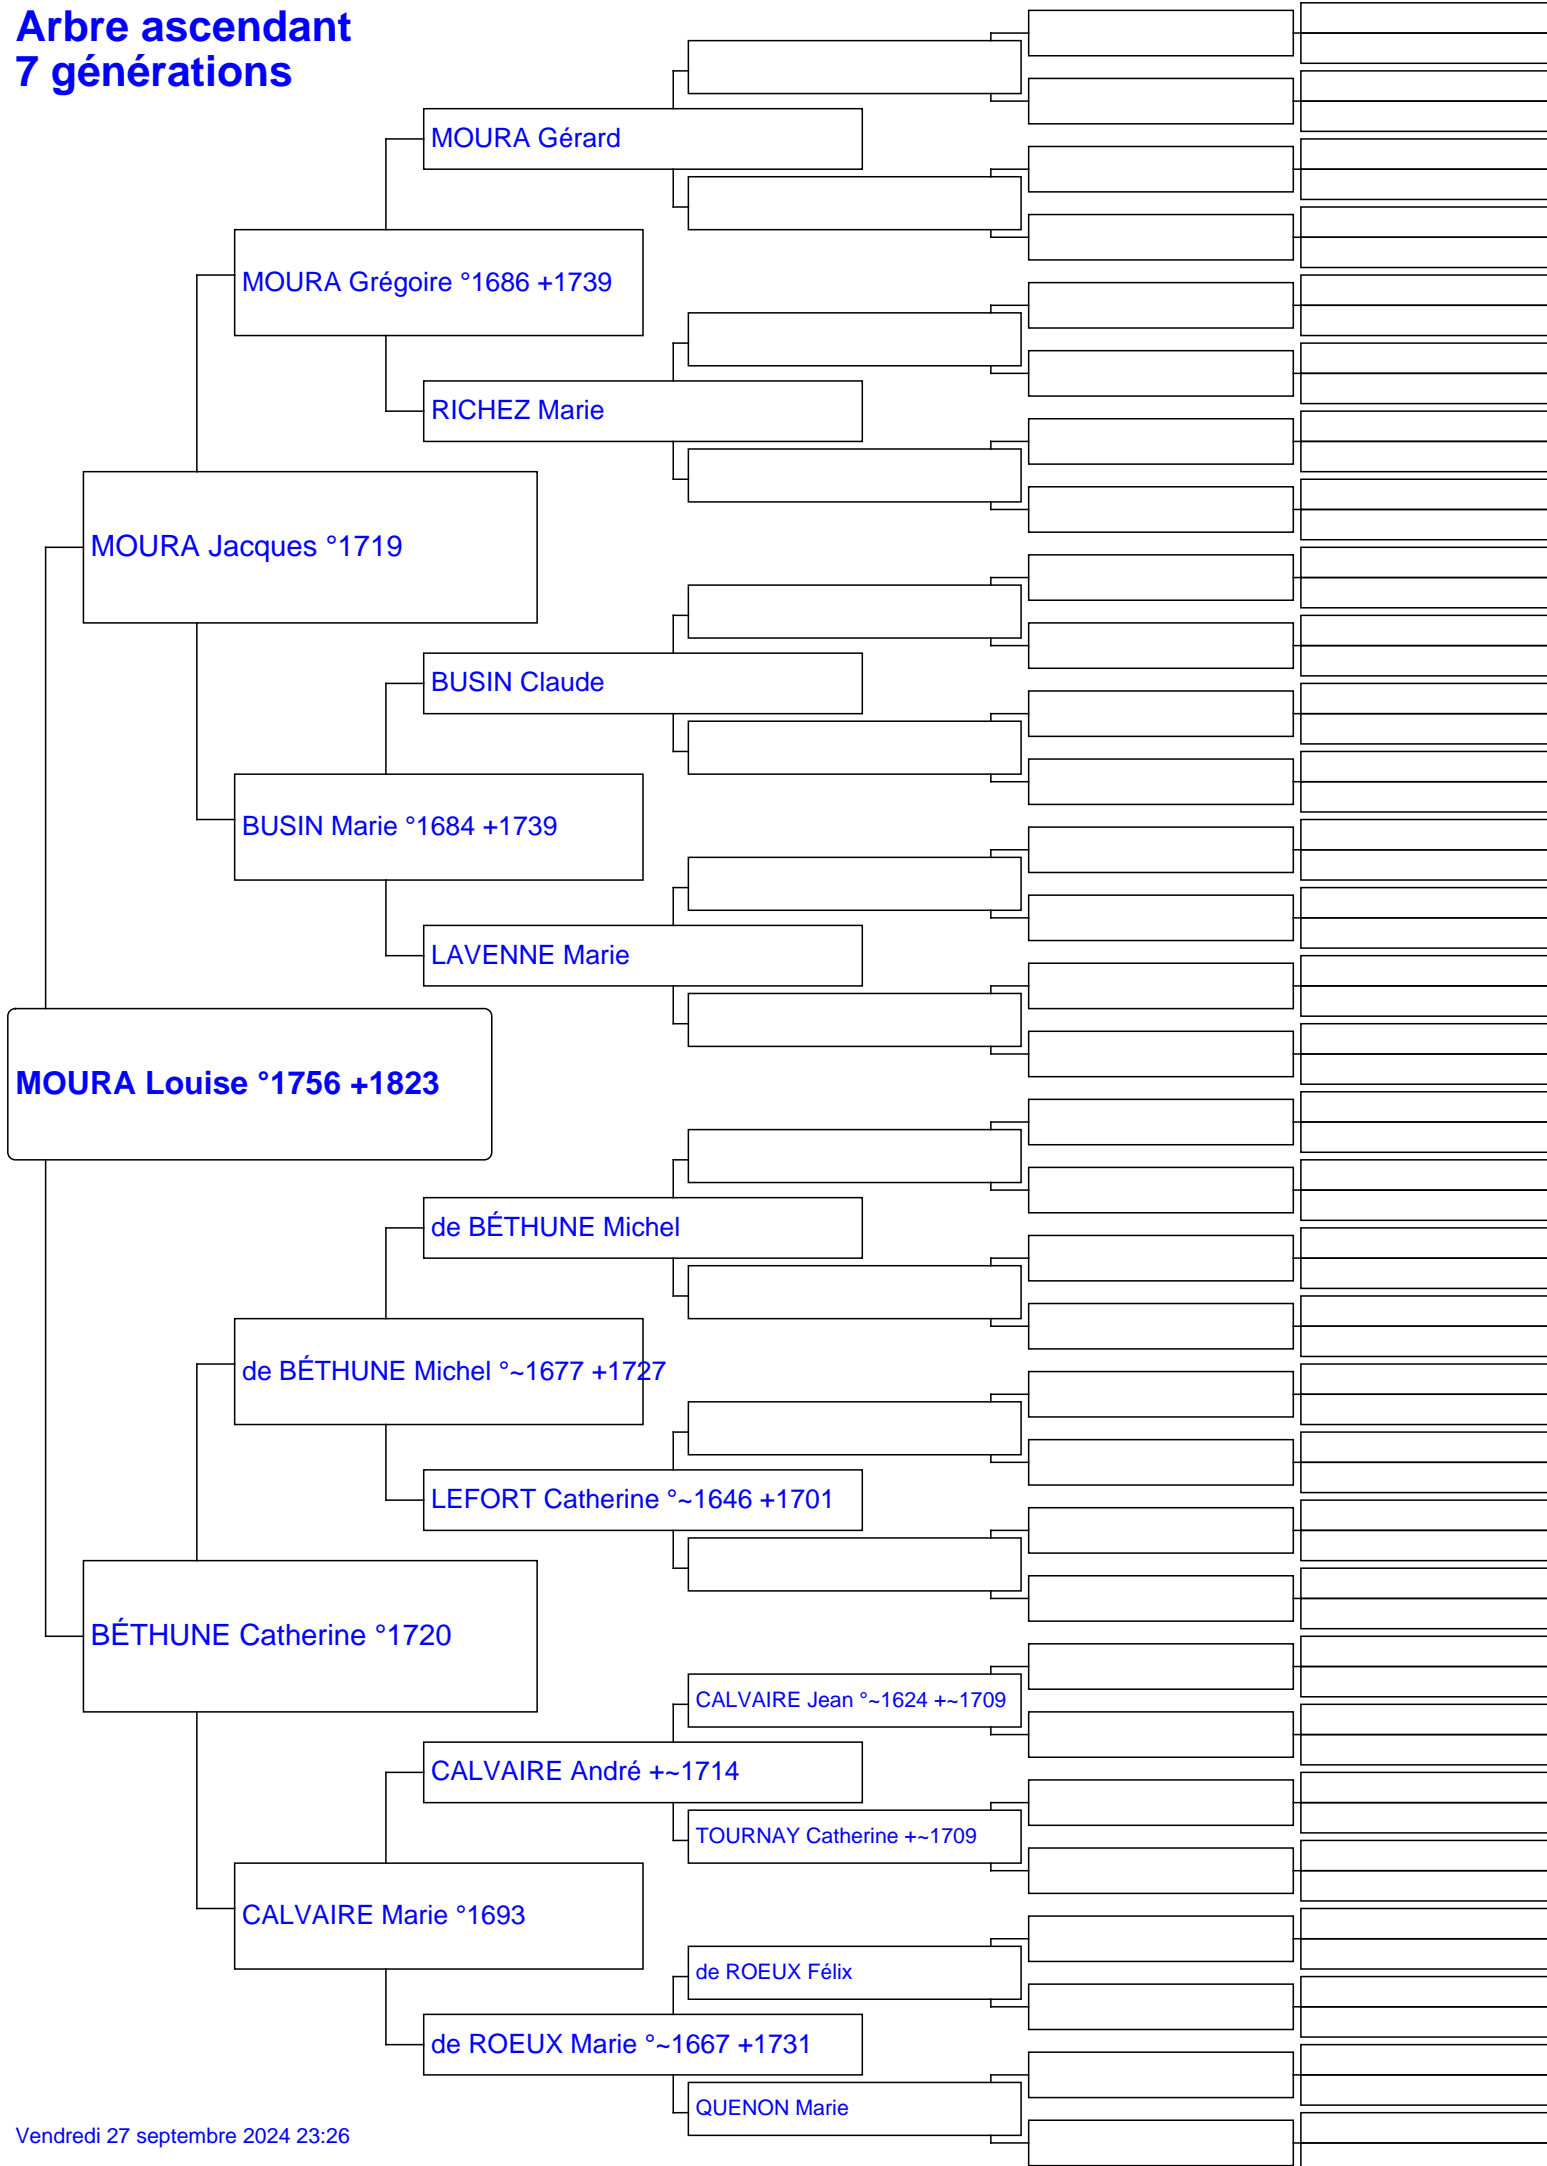 Arbre ascendant
7 générations
MOURA Gérard
MOURA Grégoire °1686 +1739
RICHEZ Marie
MOURA Jacques °1719
BUSIN Claude
BUSIN Marie °1684 +1739
LAVENNE Marie
MOURA Louise °1756 +1823
de BÉTHUNE Michel
de BÉTHUNE Michel °~1677 +1727
LEFORT Catherine °~1646 +1701
BÉTHUNE Catherine °1720
CALVAIRE Jean °~1624 +~1709
CALVAIRE André +~1714
TOURNAY Catherine +~1709
CALVAIRE Marie °1693
de ROEUX Félix
de ROEUX Marie °~1667 +1731
QUENON Marie
Vendredi 27 septembre 2024 23:26